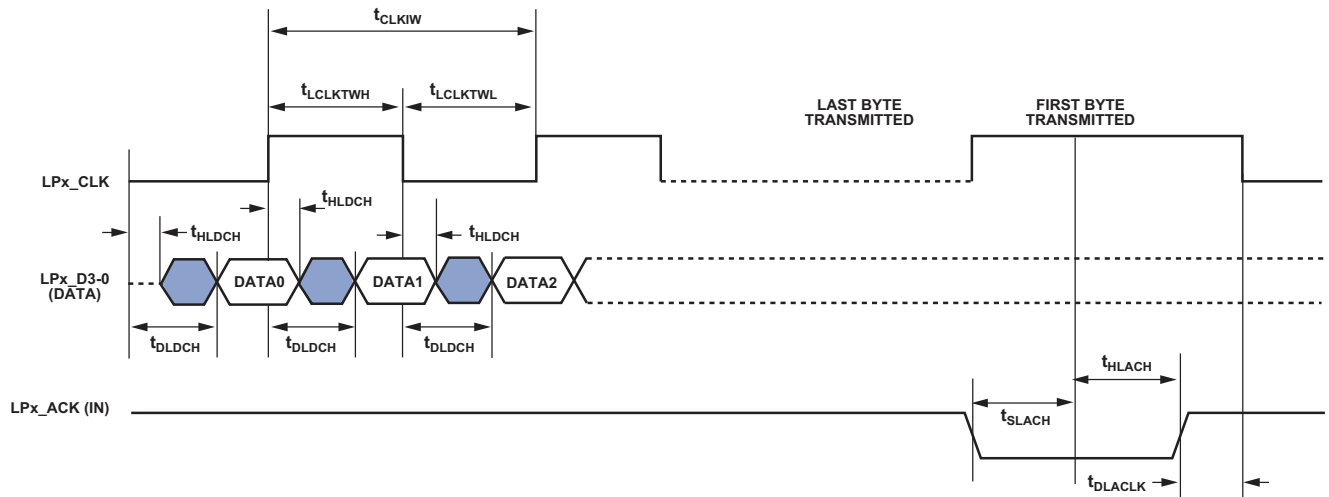 tCLKIW
tLCLKTWH
tLCLKTWL
LAST BYTE
TRANSMITTED
FIRST BYTE
TRANSMITTED
LPx_CLK
tHLDCH
tHLDCH
tHLDCH
LPx_D3-0
(DATA)
DATA0
DATA1
DATA2
tDLDCH
tDLDCH
tDLDCH
tHLACH
LPx_ACK (IN)
tSLACH
tDLACLK